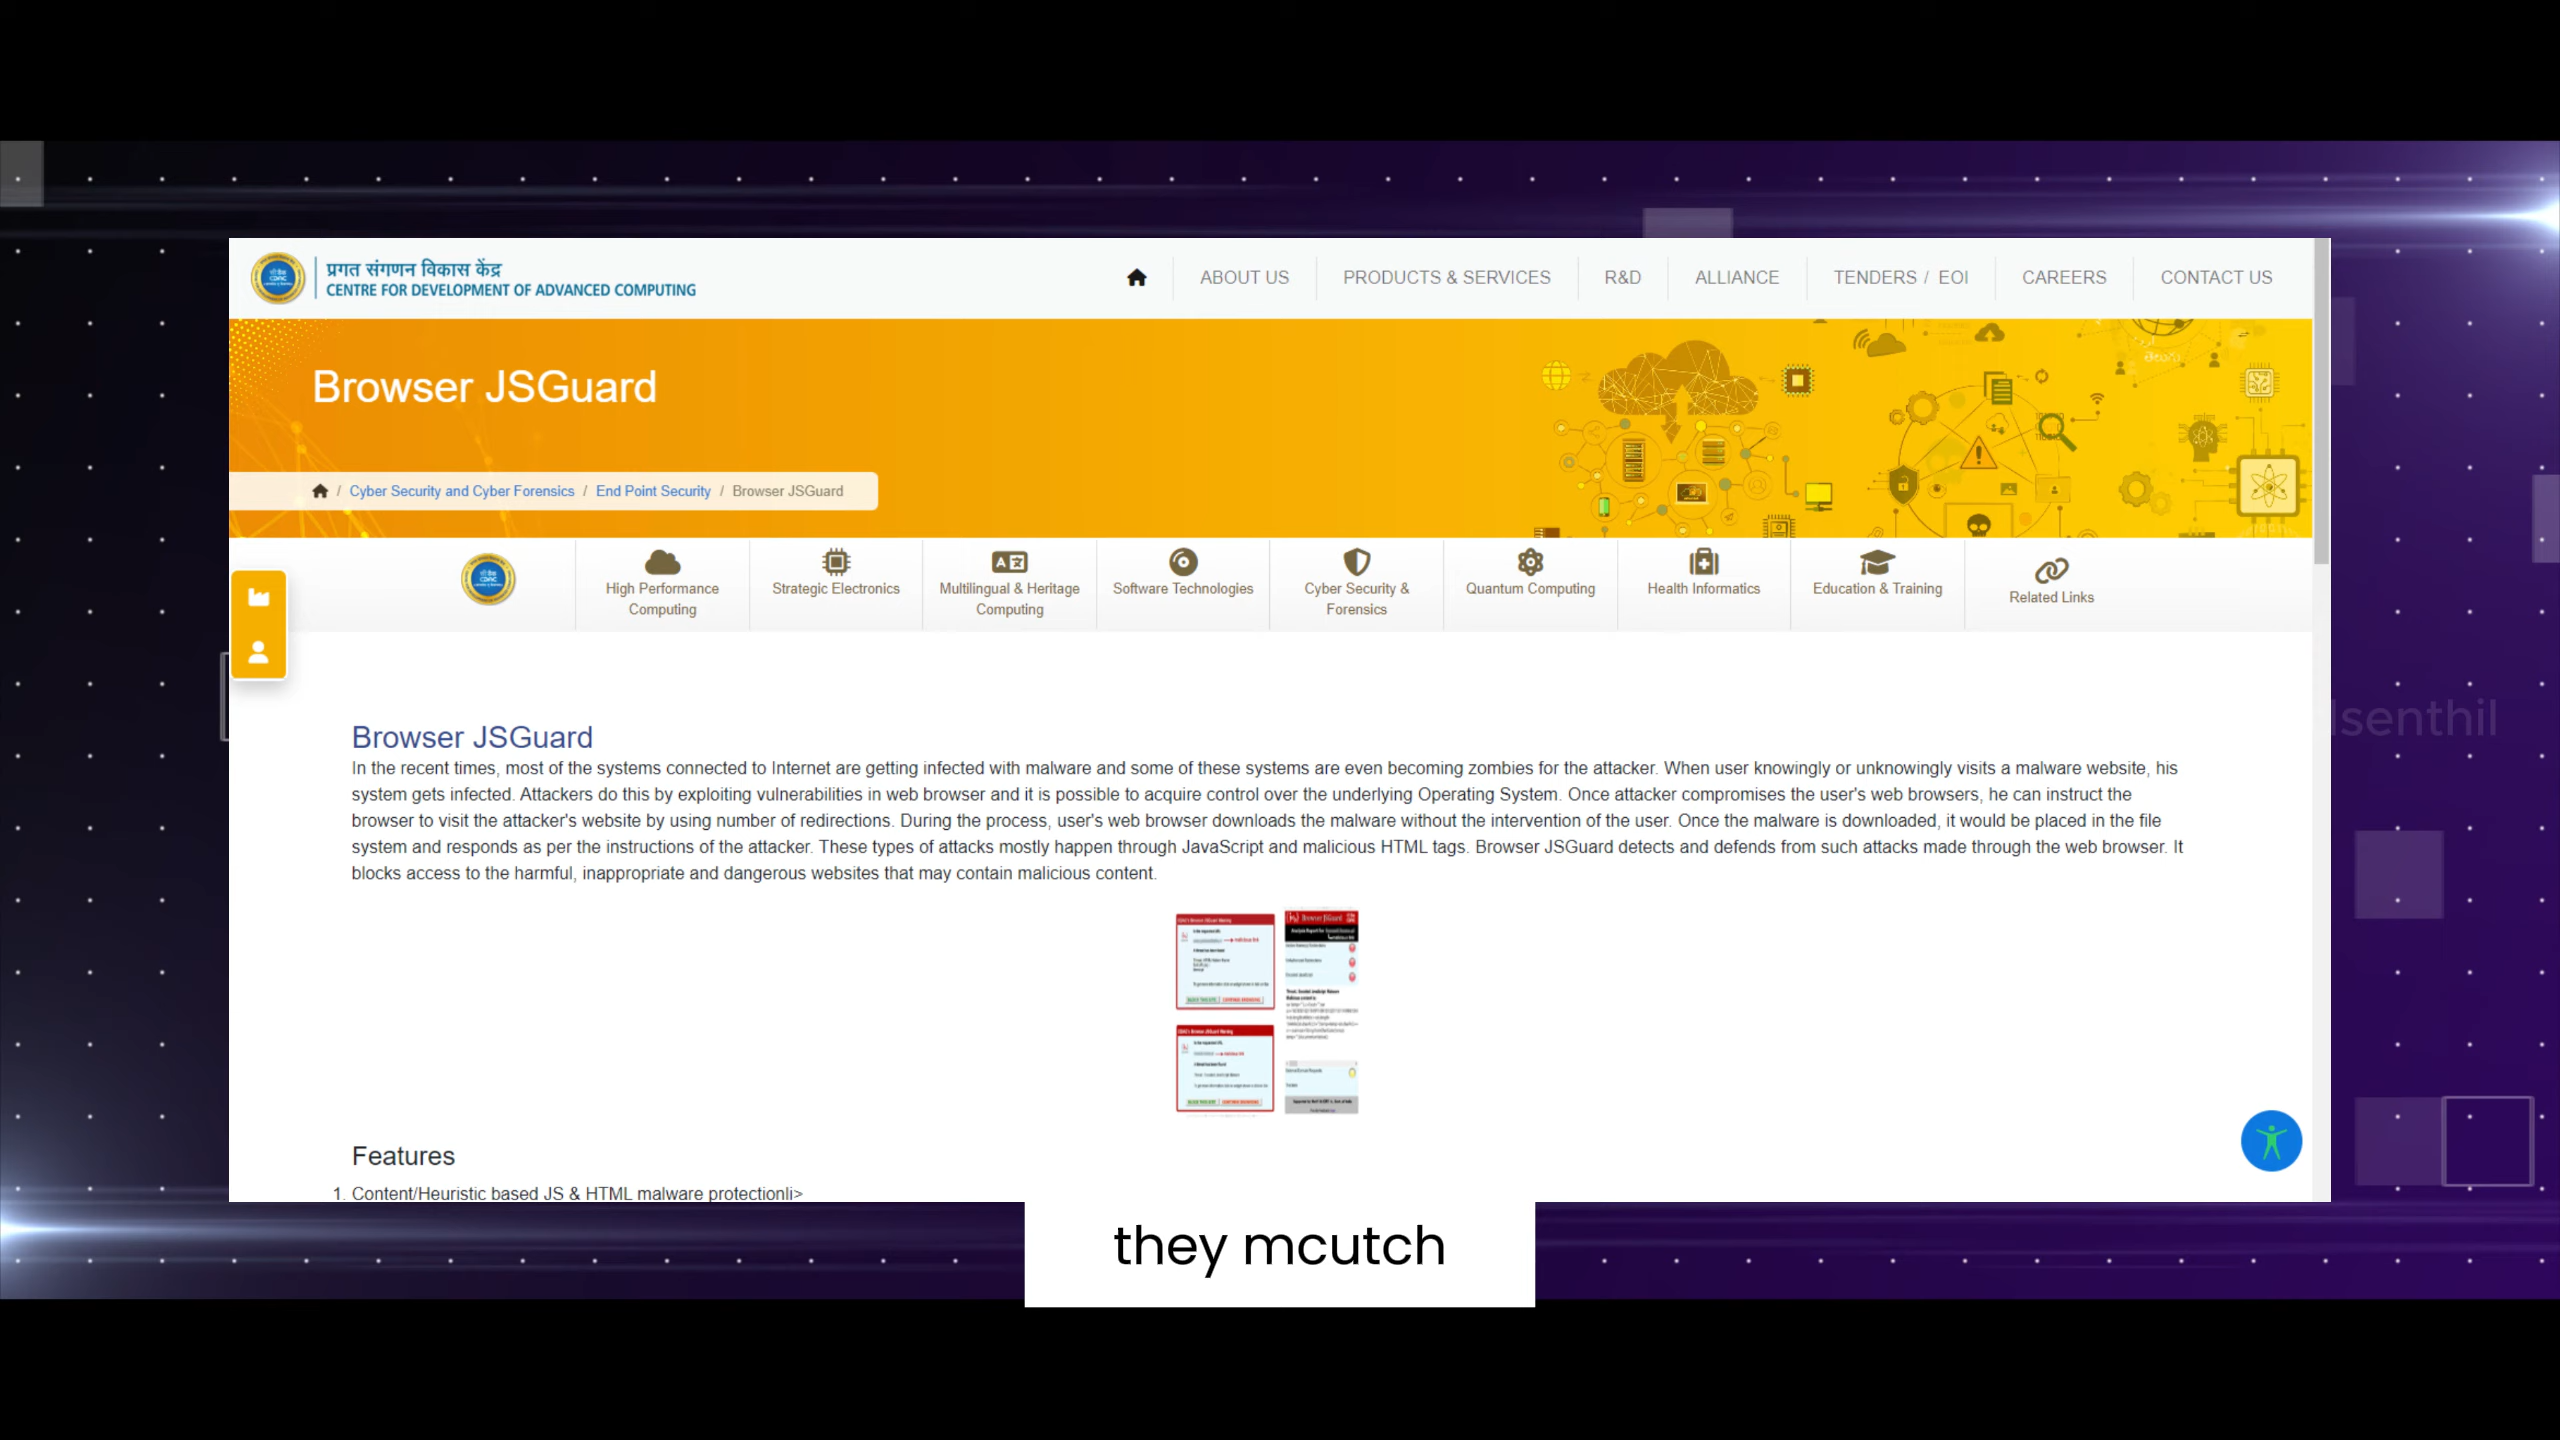 प्रगत संगणन विकास केंद्र
CENTRE FOR DEVELOPMENT OF ADVANCED COMPUTING
ABOUT US
PRODUCTS & SERVICES
R&D
ALLIANCE
TENDERS / EOI
CAREERS
CONTACT US
Browser JSGuard
/ Cyber Security and Cyber Forensics / End Point Security / Browser JSGuard
High Performance
Computing
Strategic Electronics
Multilingual & Heritage
Computing
Software Technologies
Cyber Security &
Forensics
Quantum Computing
Health Informatics
Education & Training
Related Links
Browser JSGuard
In the recent times, most of the systems connected to Internet are getting infected with malware and some of these systems are even becoming zombies for the attacker. When user knowingly or unknowingly visits a malware website, his
system gets infected. Attackers do this by exploiting vulnerabilities in web browser and it is possible to acquire control over the underlying Operating System. Once attacker compromises the user's web browsers, he can instruct the
browser to visit the attacker's website by using number of redirections. During the process, user's web browser downloads the malware without the intervention of the user. Once the malware is downloaded, it would be placed in the file
system and responds as per the instructions of the attacker. These types of attacks mostly happen through JavaScript and malicious HTML tags. Browser JSGuard detects and defends from such attacks made through the web browser. It
blocks access to the harmful, inappropriate and dangerous websites that may contain malicious content.
Browser JSGuard
Features
1. Content/Heuristic based JS & HTML malware protectionli>
lsenthil
they mcutch